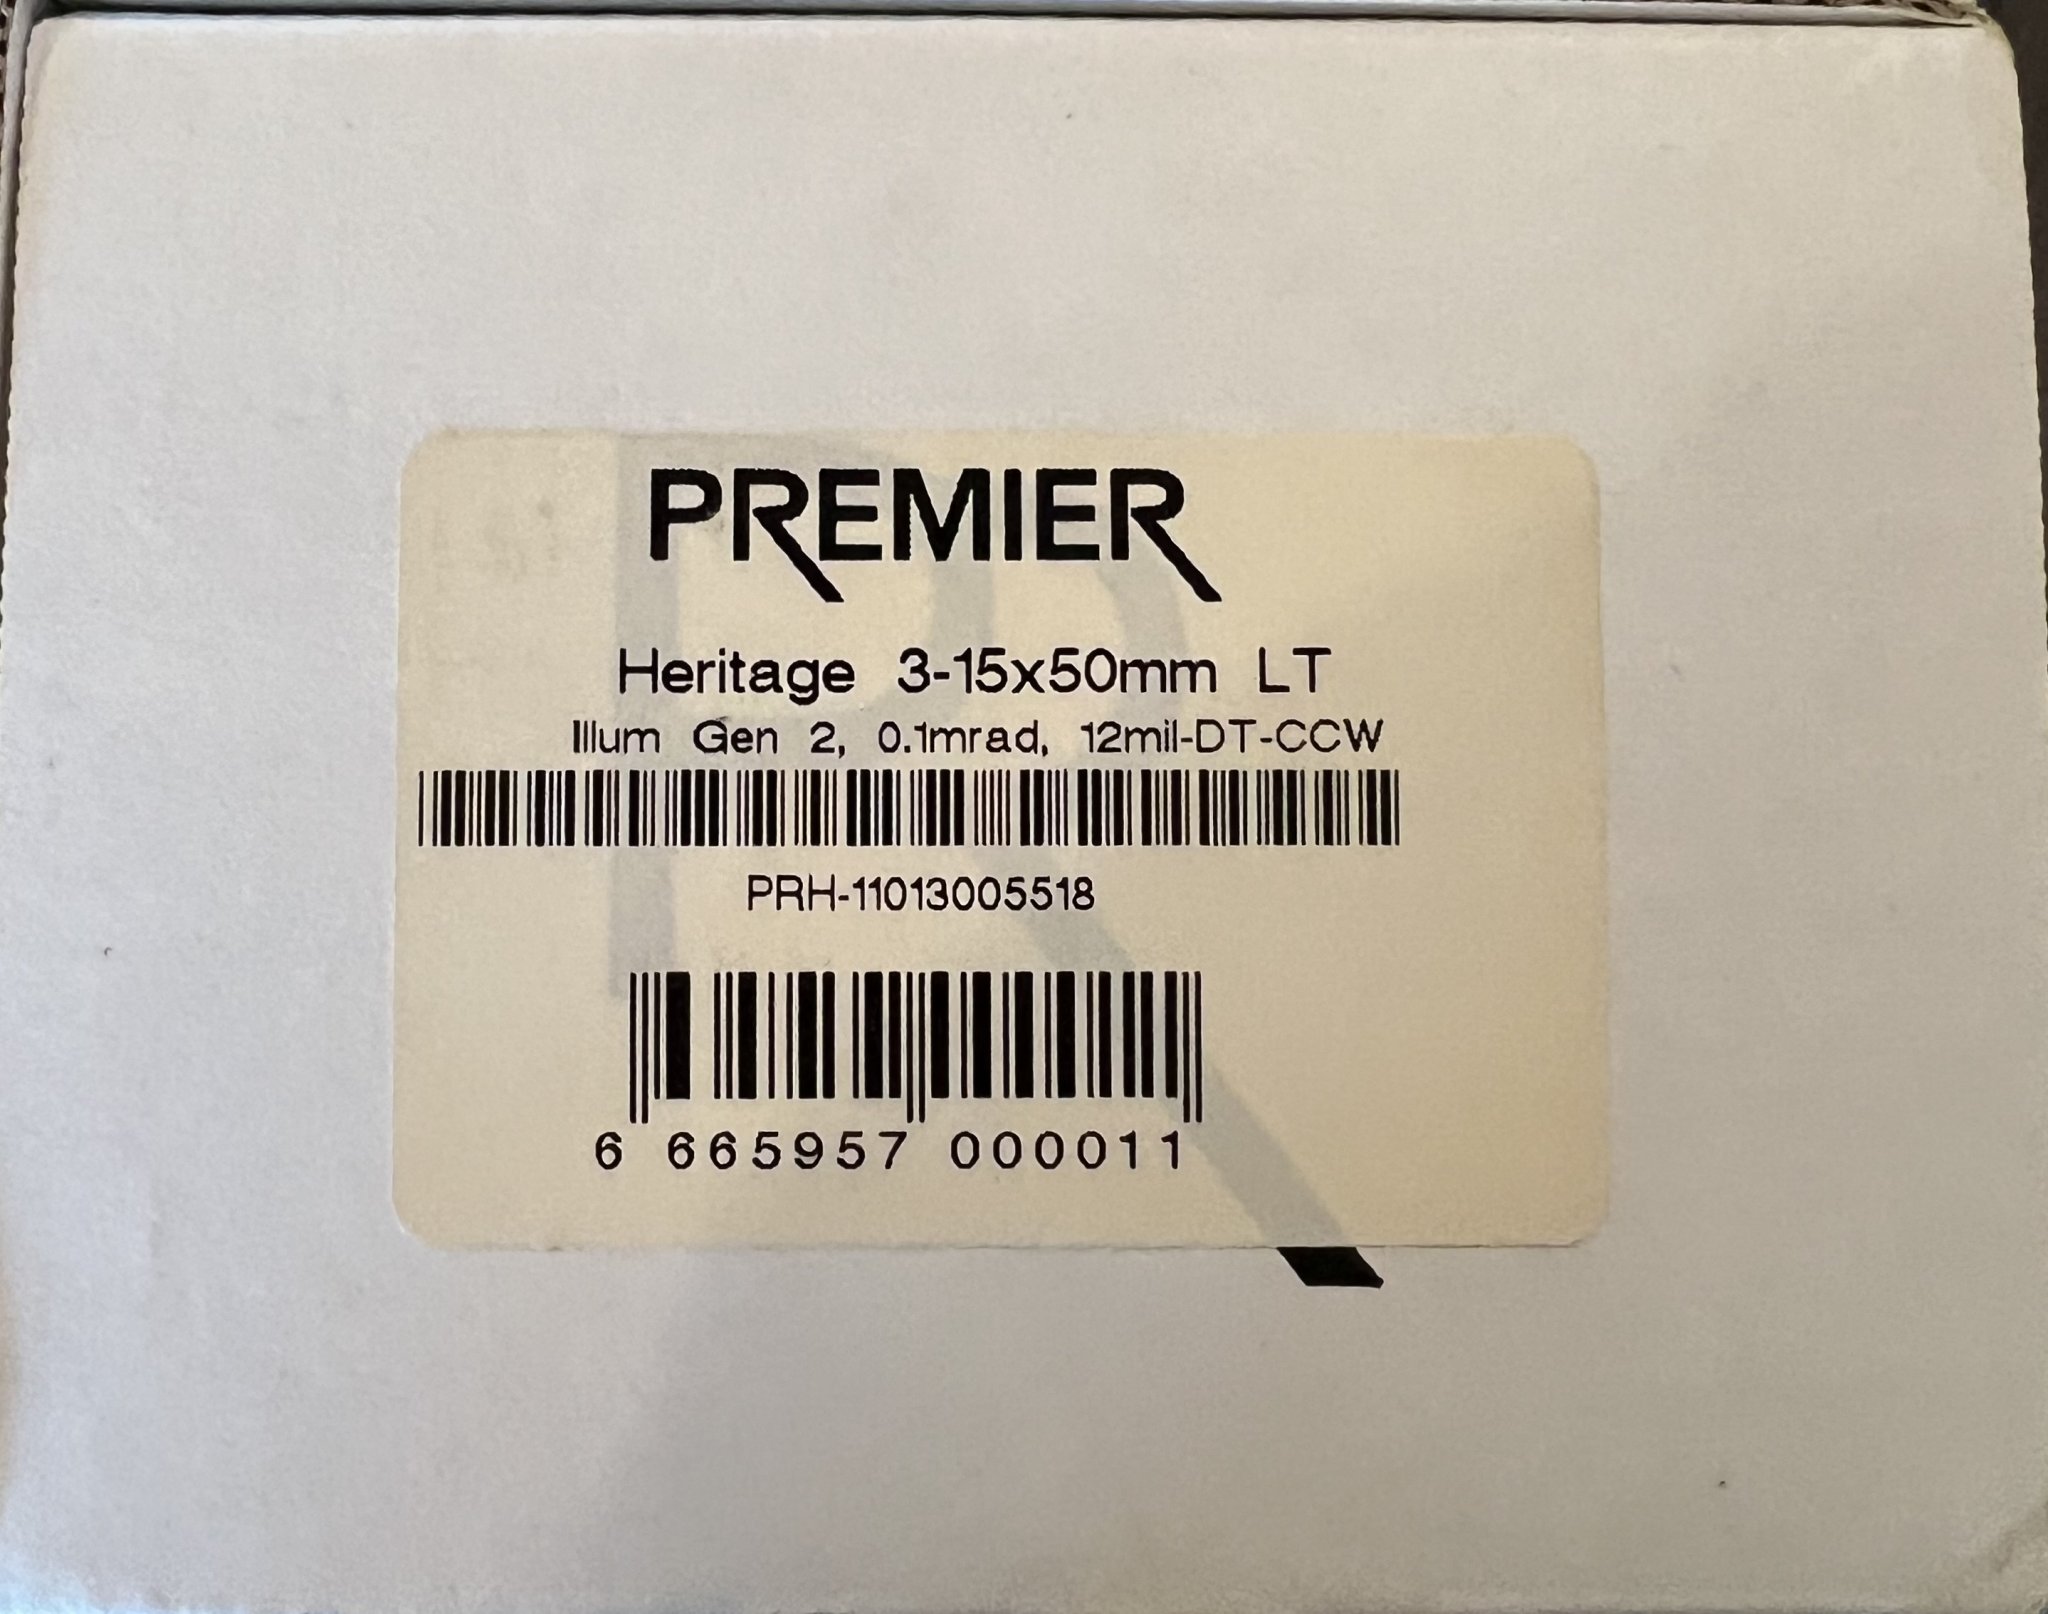 PREMIER
Heritage 3-15x50mm LT
Illum Gen 2, 0.1mrad, 12mil-DT-CCW
PRH-11013005518
6 665957 000011